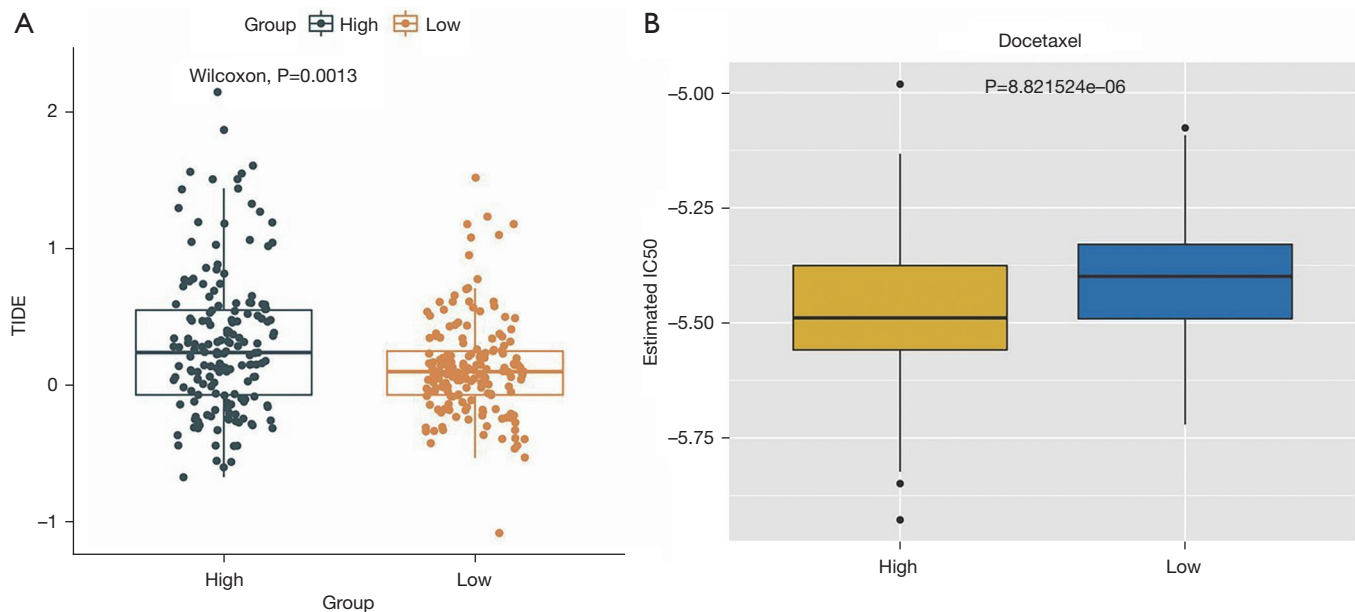 A
Group High Low
Wilcoxon, P=0.0013
2
1
0
−1
TIDE
High Low
Group
B
Docetaxel
P=8.821524e−06
−5.00
−5.25
−5.50
−5.75
Estimated IC50
High Low